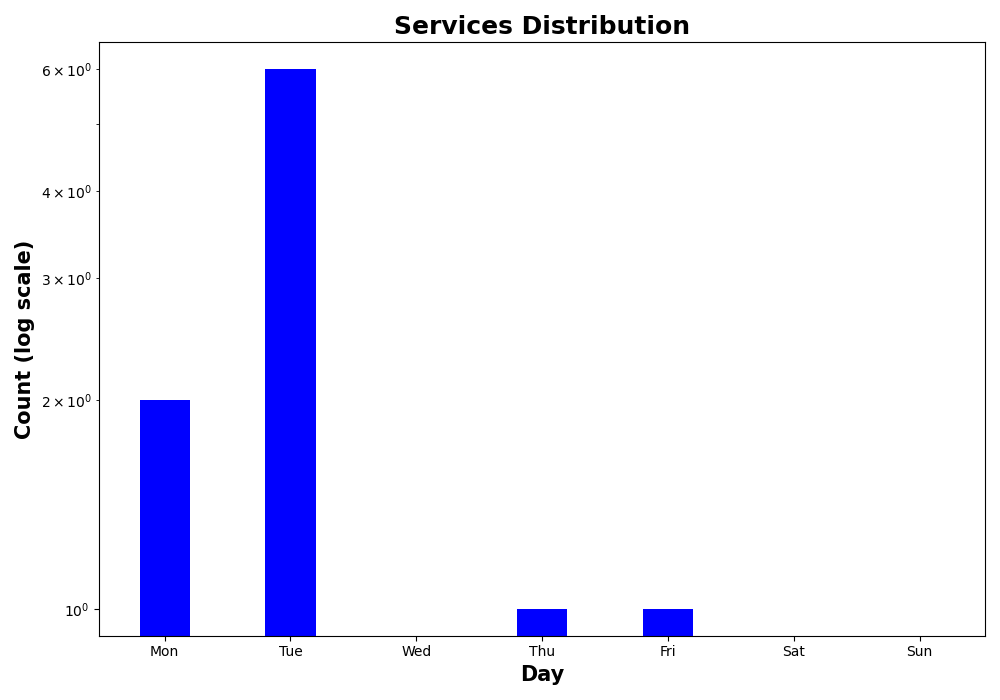 Services Distribution
6 × 10⁰
4 × 10⁰
3 × 10⁰
2 × 10⁰
10⁰
Count (log scale)
Mon Tue Wed Thu Fri Sat Sun
Day